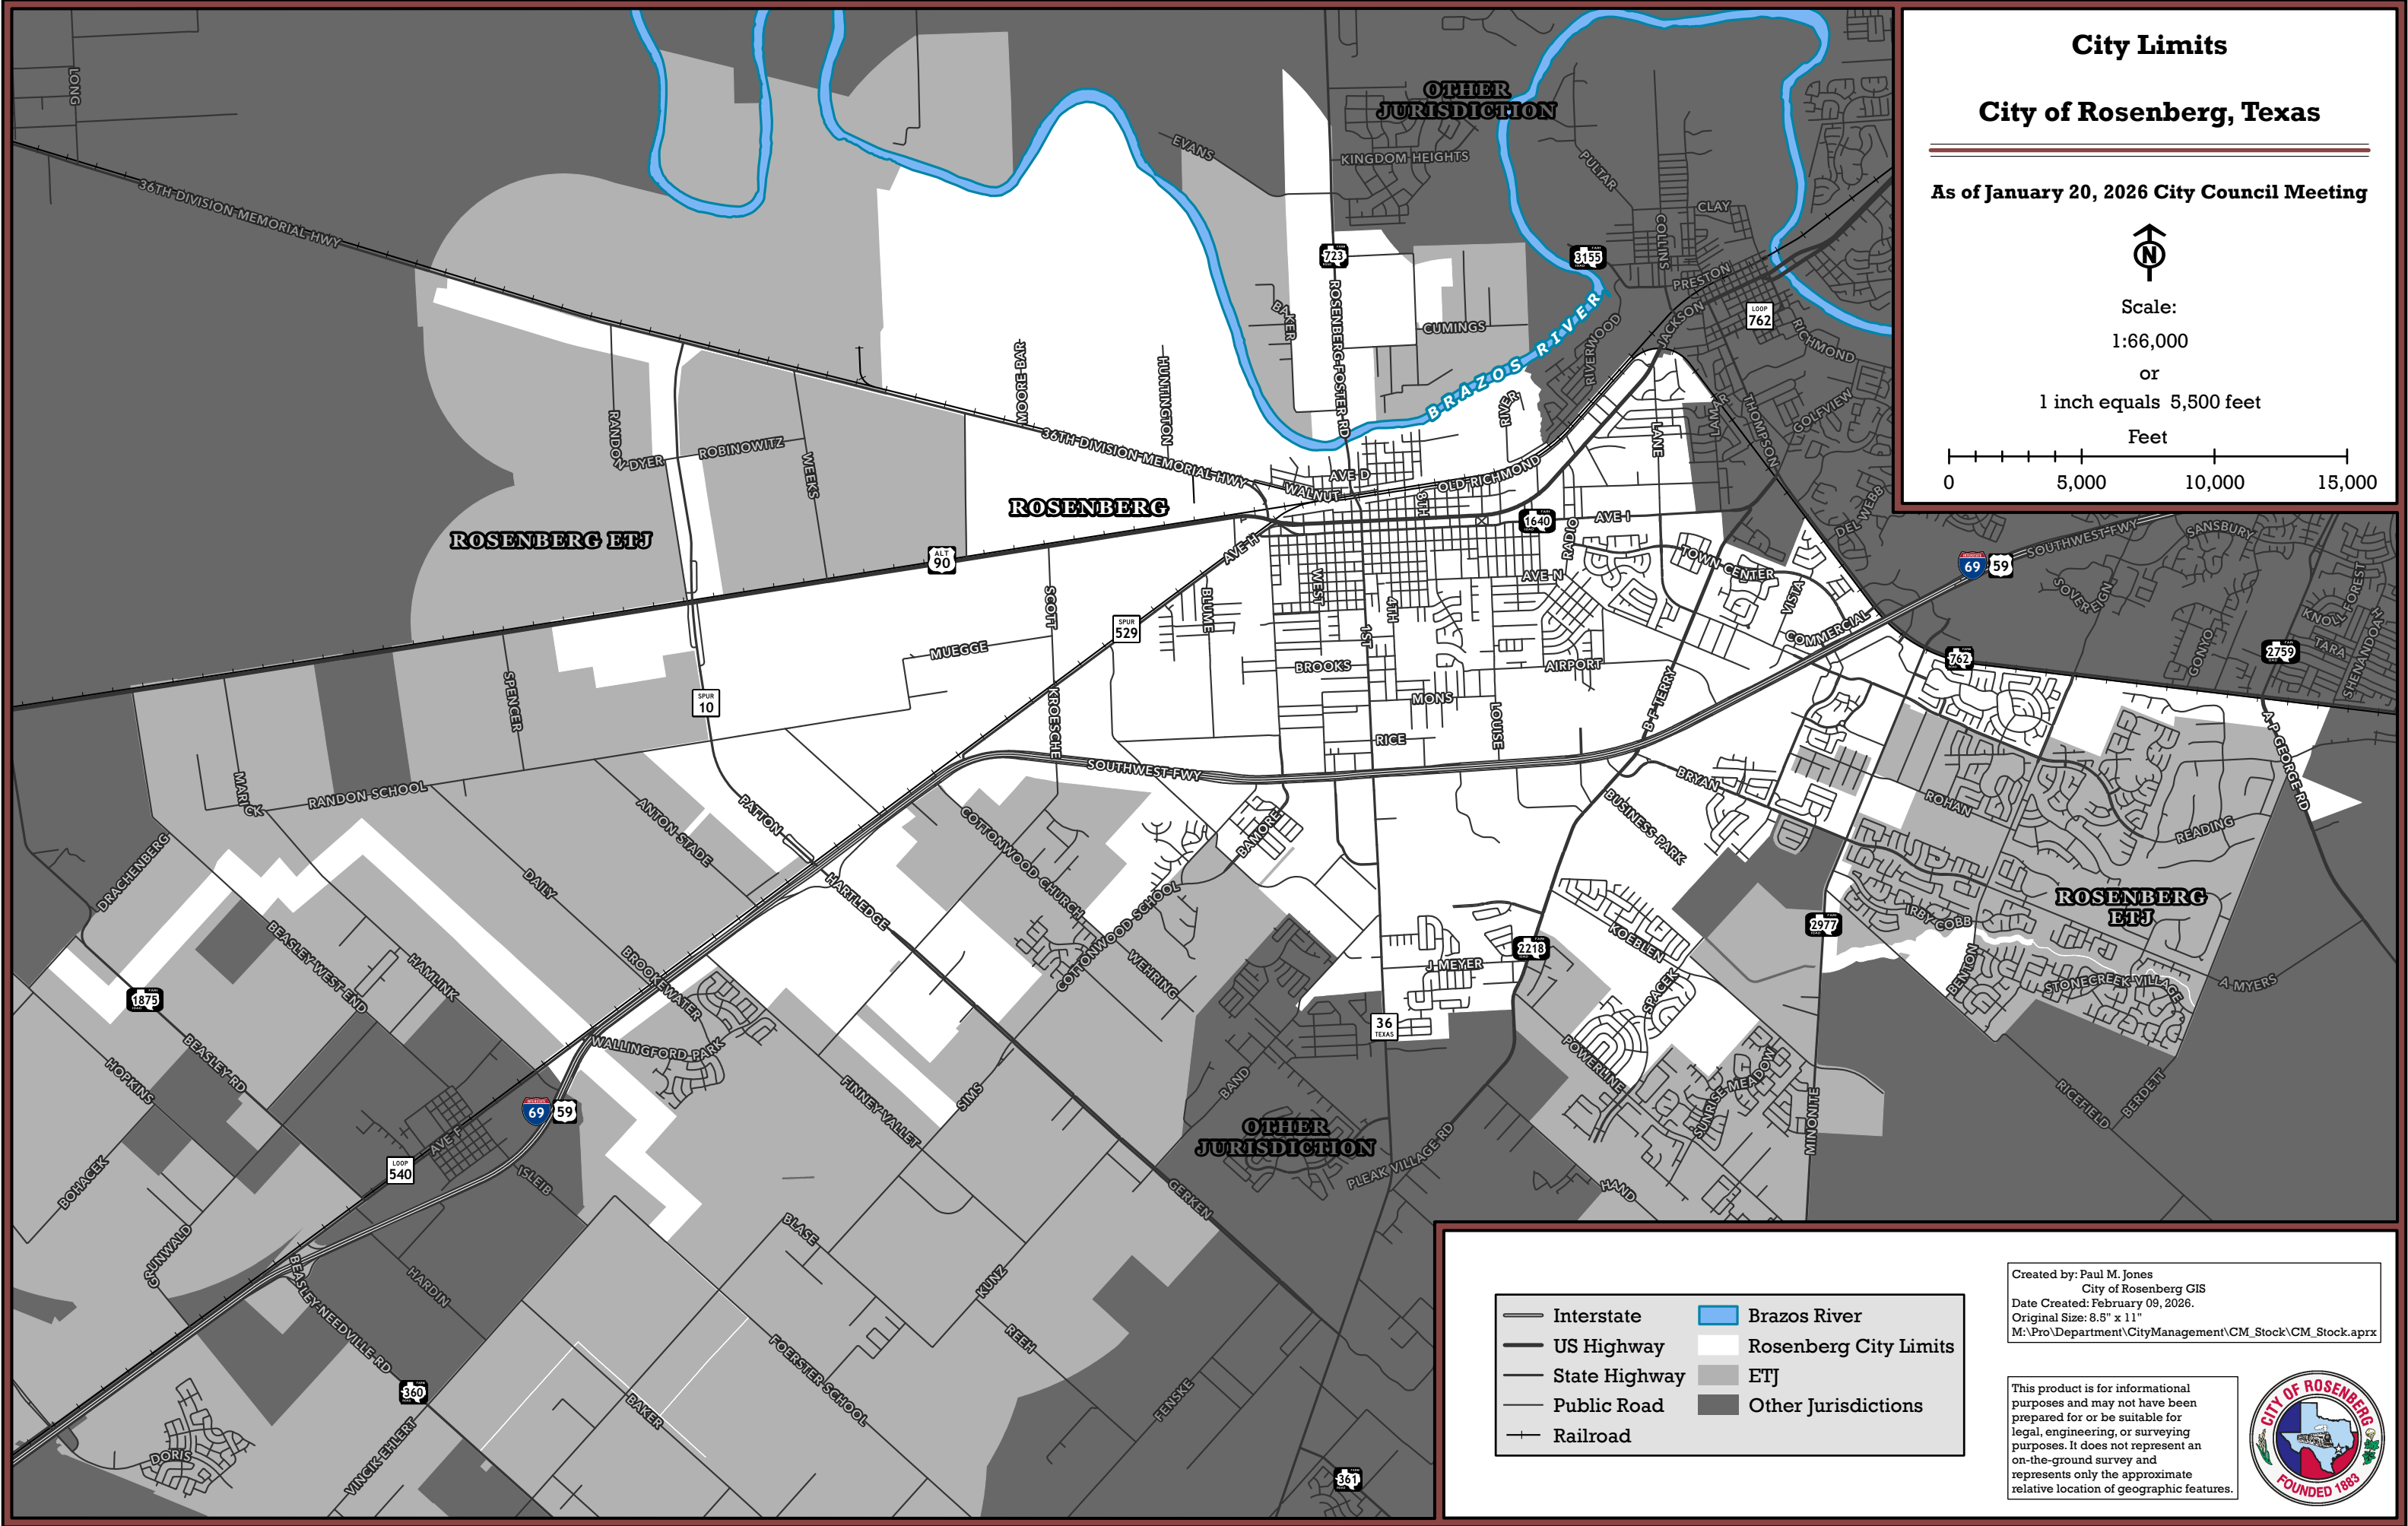 City Limits
City of Rosenberg, Texas
As of January 20, 2026 City Council Meeting
N
Scale:
1:66,000
or
1 inch equals 5,500 feet
Feet
0 5,000 10,000 15,000
LONG
36TH-DIVISION-MEMORIAL-HWY
OTHER
JURISDICTION
EVANS
KINGDOM HEIGHTS
PULTAR
CLAY
COLLINS
723
3155
PRESTON
JACKSON
LOOP
762
RICHMOND
BAKER
ROSENBERG-FOSTER-RD
CUMINGS
BRAZOS RIVER
RIVERWOOD
MOORE-BAR
HUNTINGTON
RIVER
LANE
LAMAR
THOMPSON
GOLFVIEW
RANDON
DYER
ROBINOWITZ
WEEKS
36TH-DIVISION-MEMORIAL-HWY
WALNUT
AVE-D
OLD-RICHMOND
8TH
ROSENBERG
1640
RADIO
AVE-I
DEL WEBB
SOUTHWEST-FWY
SANSBURY
ROSENBERG ETJ
ALT
90
AVE-H
TOWN-CENTER
69
59
SOVEREIGN
FOREST
KNOLL
TARA
SHENANDOAH
GONYO
2759
SCOTT
BLUME
WEST
4TH
1ST
AVE-N
VISTA
COMMERCIAL
SPUR
529
MUEGGE
BROOKS
AIRPORT
762
SPENCER
SPUR
10
KROESCHE
MONS
LOUISE
B-F-TERRY
A-P-GEORGE-RD
RICE
SOUTHWEST-FWY
MARICK
RANDON-SCHOOL
ANTON-STADE
PATTON
COTTONWOOD CHURCH
BAMORE
BRYAN
BUSINESS-PARK
ROHAN
READING
DRACHENBERG
DAILY
HARTLEDGE
COTTONWOOD-SCHOOL
ROSENBERG
ETJ
BEASLEY-WEST-END
HAMLINK
BROOKEWATER
WEHRING
J-MEYER
2218
KOEBLEN
2977
IRBY-COBB
BENTON
STONECREEK-VILLAGE
A-MYERS
1875
SPACEK
36
TEXAS
WALLINGFORD-PARK
BEASLEY-RD
HOPKINS
FINNEY-VALLET
SIMS
BAND
POWERLINE
SUNRISE-MEADOW
MINONITE
RICEFIELD
BERDETT
69
59
OTHER
JURISDICTION
AVE-F
LOOP
540
ISLEIB
BOHACEK
PLEAK VILLAGE-RD
HAND
GERKEN
GRUNWALD
BLASE
HARDIN
KUNZ
BEASLEY-NEEDVILLE-RD
REEH
FOERSTER-SCHOOL
BAKER
FENSKE
360
VINCIK-EHLERT
DORIS
361
Interstate
US Highway
State Highway
Public Road
Railroad
Brazos River
Rosenberg City Limits
ETJ
Other Jurisdictions
Created by: Paul M. Jones
City of Rosenberg GIS
Date Created: February 09, 2026.
Original Size: 8.5" x 11"
M:\Pro\Department\CityManagement\CM_Stock\CM_Stock.aprx
This product is for informational
purposes and may not have been
prepared for or be suitable for
legal, engineering, or surveying
purposes. It does not represent an
on-the-ground survey and
represents only the approximate
relative location of geographic features.
CITY OF ROSENBERG
FOUNDED 1883